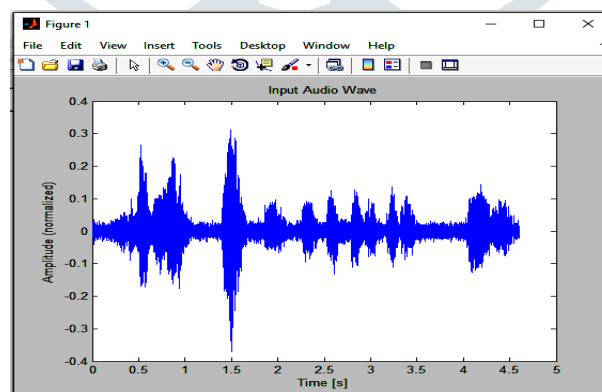 Figure 1
File Edit View Insert Tools Desktop Window Help
Input Audio Wave
Amplitude (normalized)
0.4
0.3
0.2
0.1
0
-0.1
-0.2
-0.3
-0.4
0 0.5 1 1.5 2 2.5 3 3.5 4 4.5 5
Time [s]